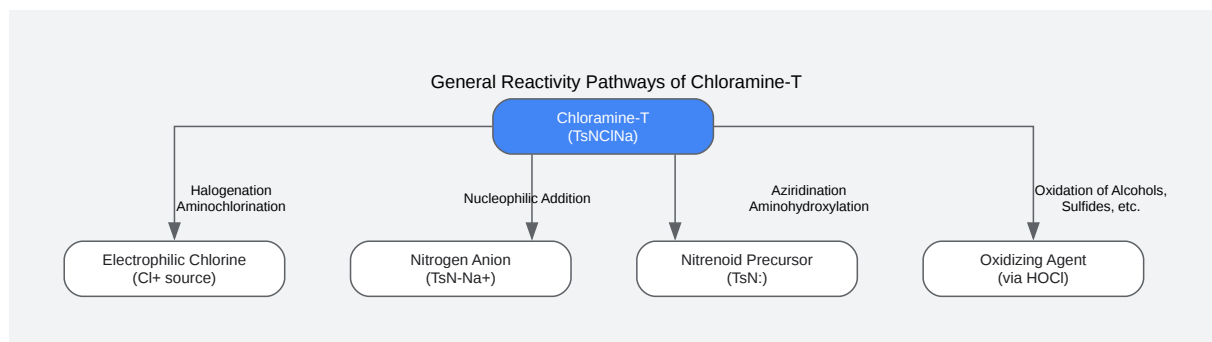 General Reactivity Pathways of Chloramine-T
Chloramine-T
(TsNClNa)
Halogenation
Aminochlorination
Nucleophilic Addition
Aziridination
Aminohydroxylation
Oxidation of Alcohols,
Sulfides, etc.
Electrophilic Chlorine
(Cl+ source)
Nitrogen Anion
(TsN-Na+)
Nitrenoid Precursor
(TsN:)
Oxidizing Agent
(via HOCl)